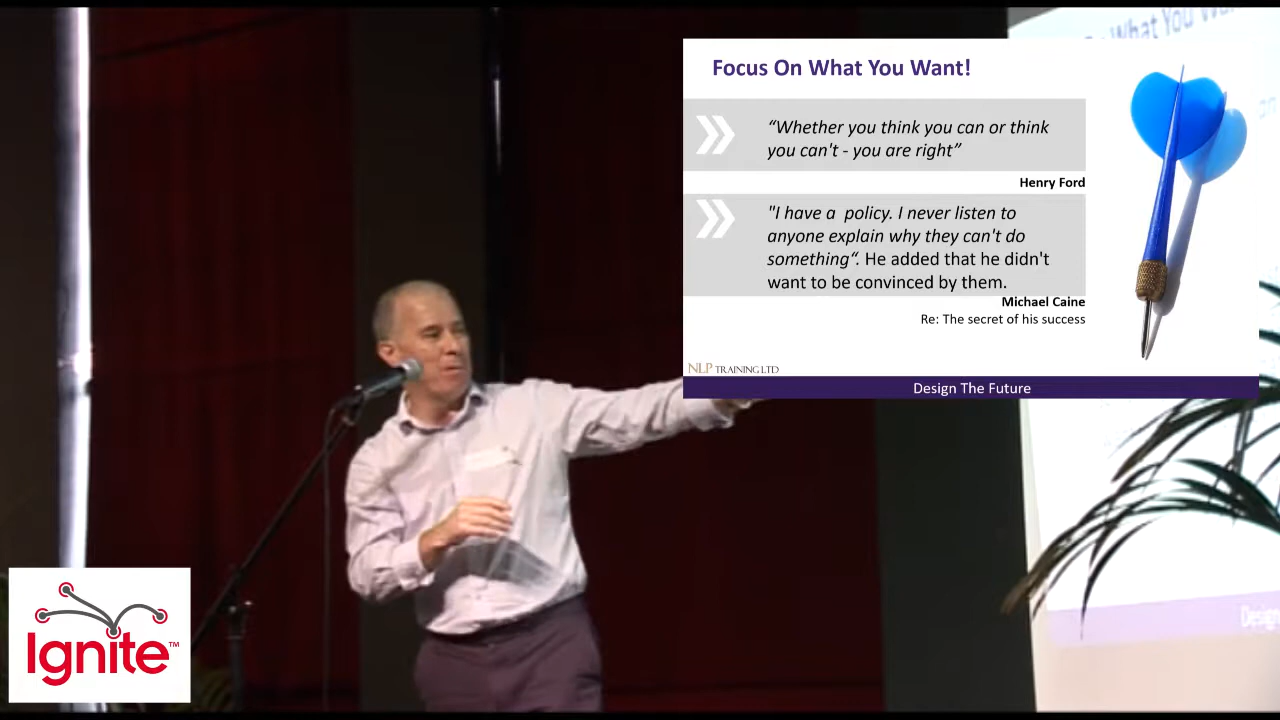 What You
Focus On What You Want!
“Whether you think you can or think
you can't - you are right”
Henry Ford
"I have a  policy. I never listen to
anyone explain why they can't do
something“. He added that he didn't
want to be convinced by them.
Michael Caine
Re: The secret of his success
NLP TRAINING LTD
Design The Future
Ignite™